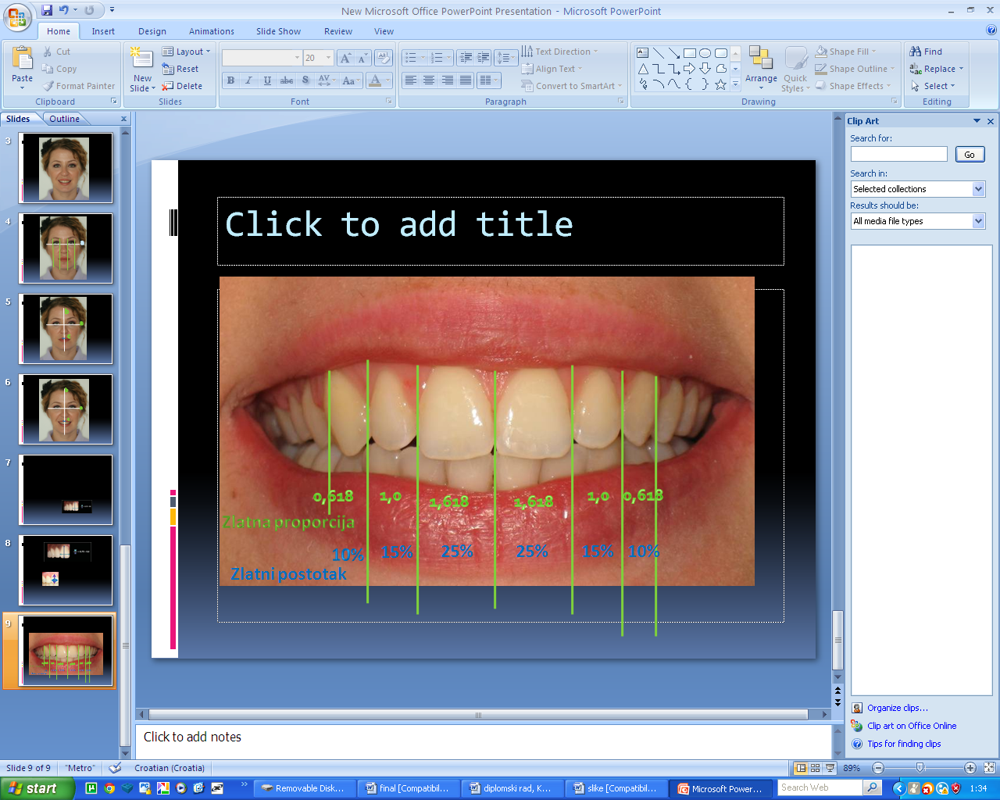 New Microsoft Office PowerPoint Presentation - Microsoft PowerPoint
Home Insert Design Animations Slide Show Review View
Paste
Cut
Copy
Format Painter
Clipboard
New Slide
Layout
Reset
Delete
Slides
20
B I U abc S AV Aa A
Font
Text Direction
Align Text
Convert to SmartArt
Paragraph
Arrange
Quick Styles
Shape Fill
Shape Outline
Shape Effects
Drawing
Find
Replace
Select
Editing
Slides Outline
3
4
5
6
7
8
9
Click to add title
0,618 1,0 1,618 1,618 1,0 0,618
Zlatna proporcija
10% 15% 25% 25% 15% 10%
Zlatni postotak
Click to add notes
Clip Art
Search for:
Go
Search in:
Selected collections
Results should be:
All media file types
Organize clips...
Clip art on Office Online
Tips for finding clips
Slide 9 of 9 "Metro" Croatian (Croatia) 89%
start Removable Disk... final [Compatibil... diplomski rad, K... slike [Compatibil... Microsoft Power... Search Web 1:34